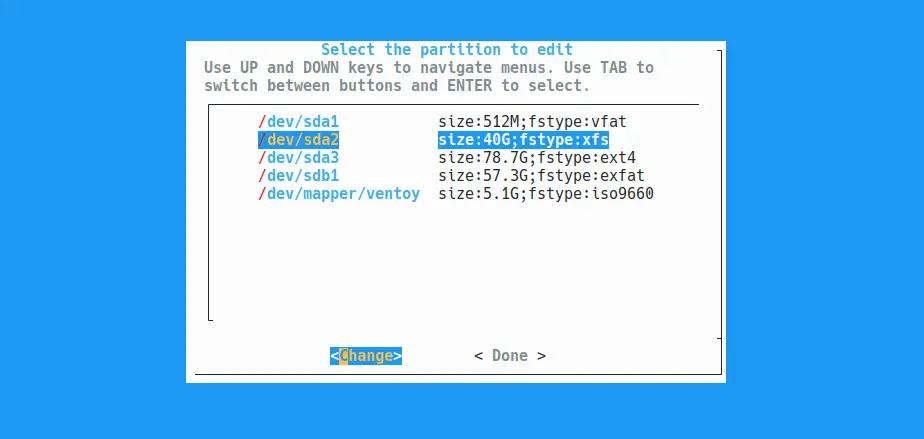 Select the partition to edit
Use UP and DOWN keys to navigate menus. Use TAB to
switch between buttons and ENTER to select.
/dev/sda1 size:512M;fstype:vfat
/dev/sda2 size:40G;fstype:xfs
/dev/sda3 size:78.7G;fstype:ext4
/dev/sdb1 size:57.3G;fstype:exfat
/dev/mapper/ventoy size:5.1G;fstype:iso9660
<Change> < Done >